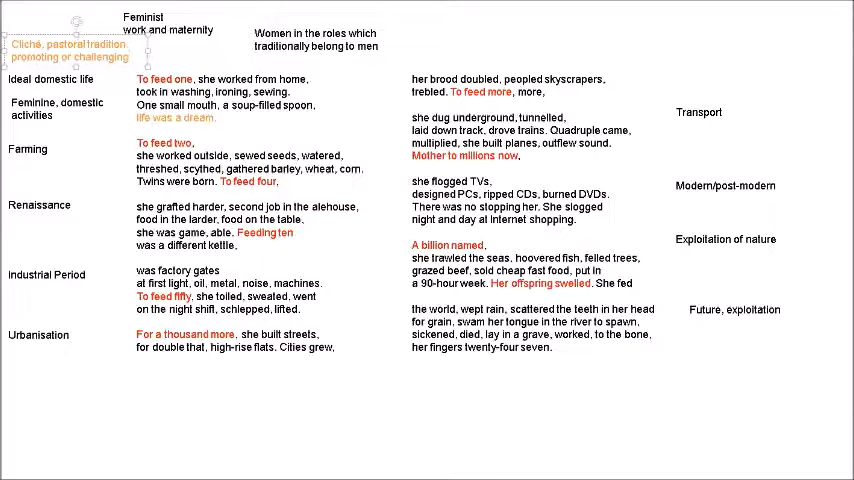 Feminist
work and maternity
Women in the roles which
traditionally belong to men
Cliché, pastoral tradition
promoting or challenging
Ideal domestic life
Feminine, domestic
activities
Farming
Renaissance
Industrial Period
Urbanisation
To feed one, she worked from home,
took in washing, ironing, sewing.
One small mouth, a soup-filled spoon,
life was a dream.
To feed two,
she worked outside, sewed seeds, watered,
threshed, scythed, gathered barley, wheat, corn.
Twins were born. To feed four,
she grafted harder, second job in the alehouse,
food in the larder, food on the table,
she was game, able. Feeding ten
was a different kettle,
was factory gates
at first light, oil, metal, noise, machines.
To feed fifty, she toiled, sweated, went
on the night shift, schlepped, lifted.
For a thousand more, she built streets,
for double that, high-rise flats. Cities grew,
her brood doubled, peopled skyscrapers,
trebled. To feed more, more,
she dug underground, tunnelled,
laid down track, drove trains. Quadruple came,
multiplied, she built planes, outflew sound.
Mother to millions now,
she flogged TVs,
designed PCs, ripped CDs, burned DVDs.
There was no stopping her. She slogged
night and day at Internet shopping.
A billion named,
she trawled the seas, hoovered fish, felled trees,
grazed beef, sold cheap fast food, put in
a 90-hour week. Her offspring swelled. She fed
the world, wept rain, scattered the teeth in her head
for grain, swam her tongue in the river to spawn,
sickened, died, lay in a grave, worked, to the bone,
her fingers twenty-four seven.
Transport
Modern/post-modern
Exploitation of nature
Future, exploitation